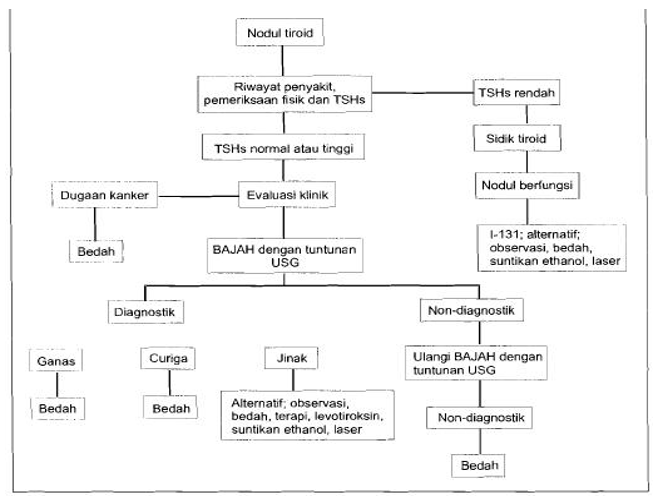 Nodul tiroid
Riwayat penyakit,
pemeriksaan fisik dan TSHs
TSHs rendah
TSHs normal atau tinggi
Sidik tiroid
Dugaan kanker
Evaluasi klinik
Nodul berfungsi
Bedah
BAJAH dengan tuntunan
USG
I-131; alternatif;
observasi, bedah,
suntikan ethanol, laser
Diagnostik
Non-diagnostik
Ganas
Curiga
Jinak
Ulangi BAJAH dengan
tuntunan USG
Bedah
Bedah
Alternatif; observasi,
bedah, terapi, levotiroksin,
suntikan ethanol, laser
Non-diagnostik
Bedah